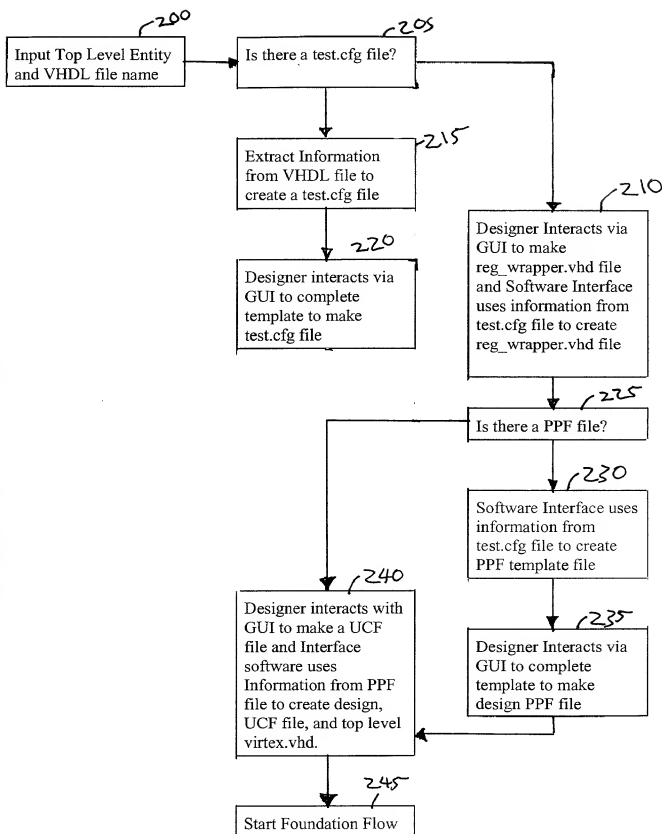 200
Input Top Level Entity
and VHDL file name
205
Is there a test.cfg file?
215
Extract Information
from VHDL file to
create a test.cfg file
220
Designer interacts via
GUI to complete
template to make
test.cfg file
210
Designer Interacts via
GUI to make
reg_wrapper.vhd file
and Software Interface
uses information from
test.cfg file to create
reg_wrapper.vhd file
225
Is there a PPF file?
230
Software Interface uses
information from
test.cfg file to create
PPF template file
235
Designer Interacts via
GUI to complete
template to make
design PPF file
240
Designer interacts with
GUI to make a UCF
file and Interface
software uses
Information from PPF
file to create design,
UCF file, and top level
virtex.vhd.
245
Start Foundation Flow